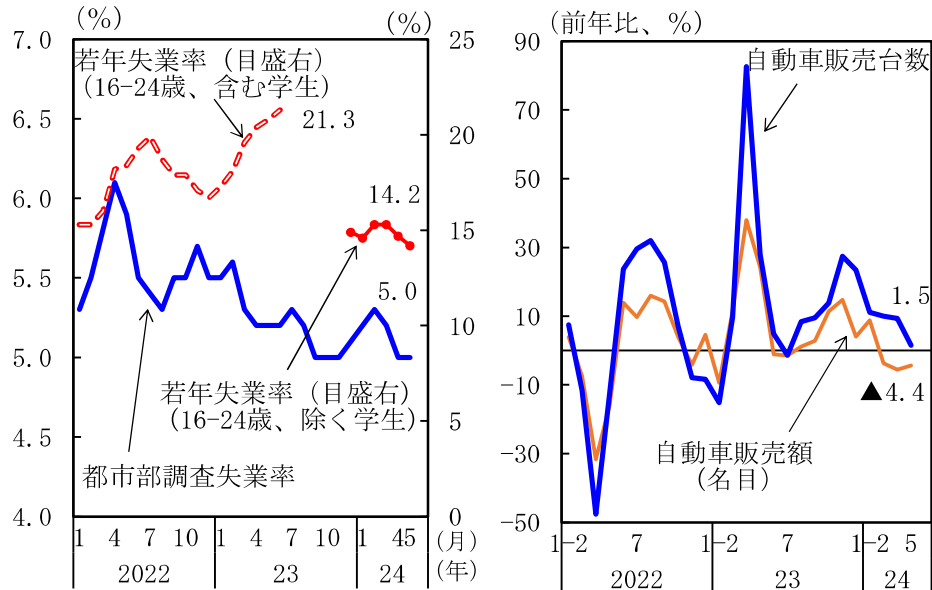 (%)
(%)
7.0
6.5
6.0
5.5
5.0
4.5
4.0
25
20
15
10
5
0
若年失業率（目盛右）
(16-24歳、含む学生)
21.3
14.2
5.0
若年失業率（目盛右）
(16-24歳、除く学生)
都市部調査失業率
1 4 7 10 1 4 7 10 1 45 (月)
2022 23 24 (年)
(前年比、%)
90
70
50
30
10
-10
-30
-50
自動車販売台数
1.5
▲4.4
自動車販売額
（名目）
1-2 7 1-2 7 1-2 5
2022 23 24